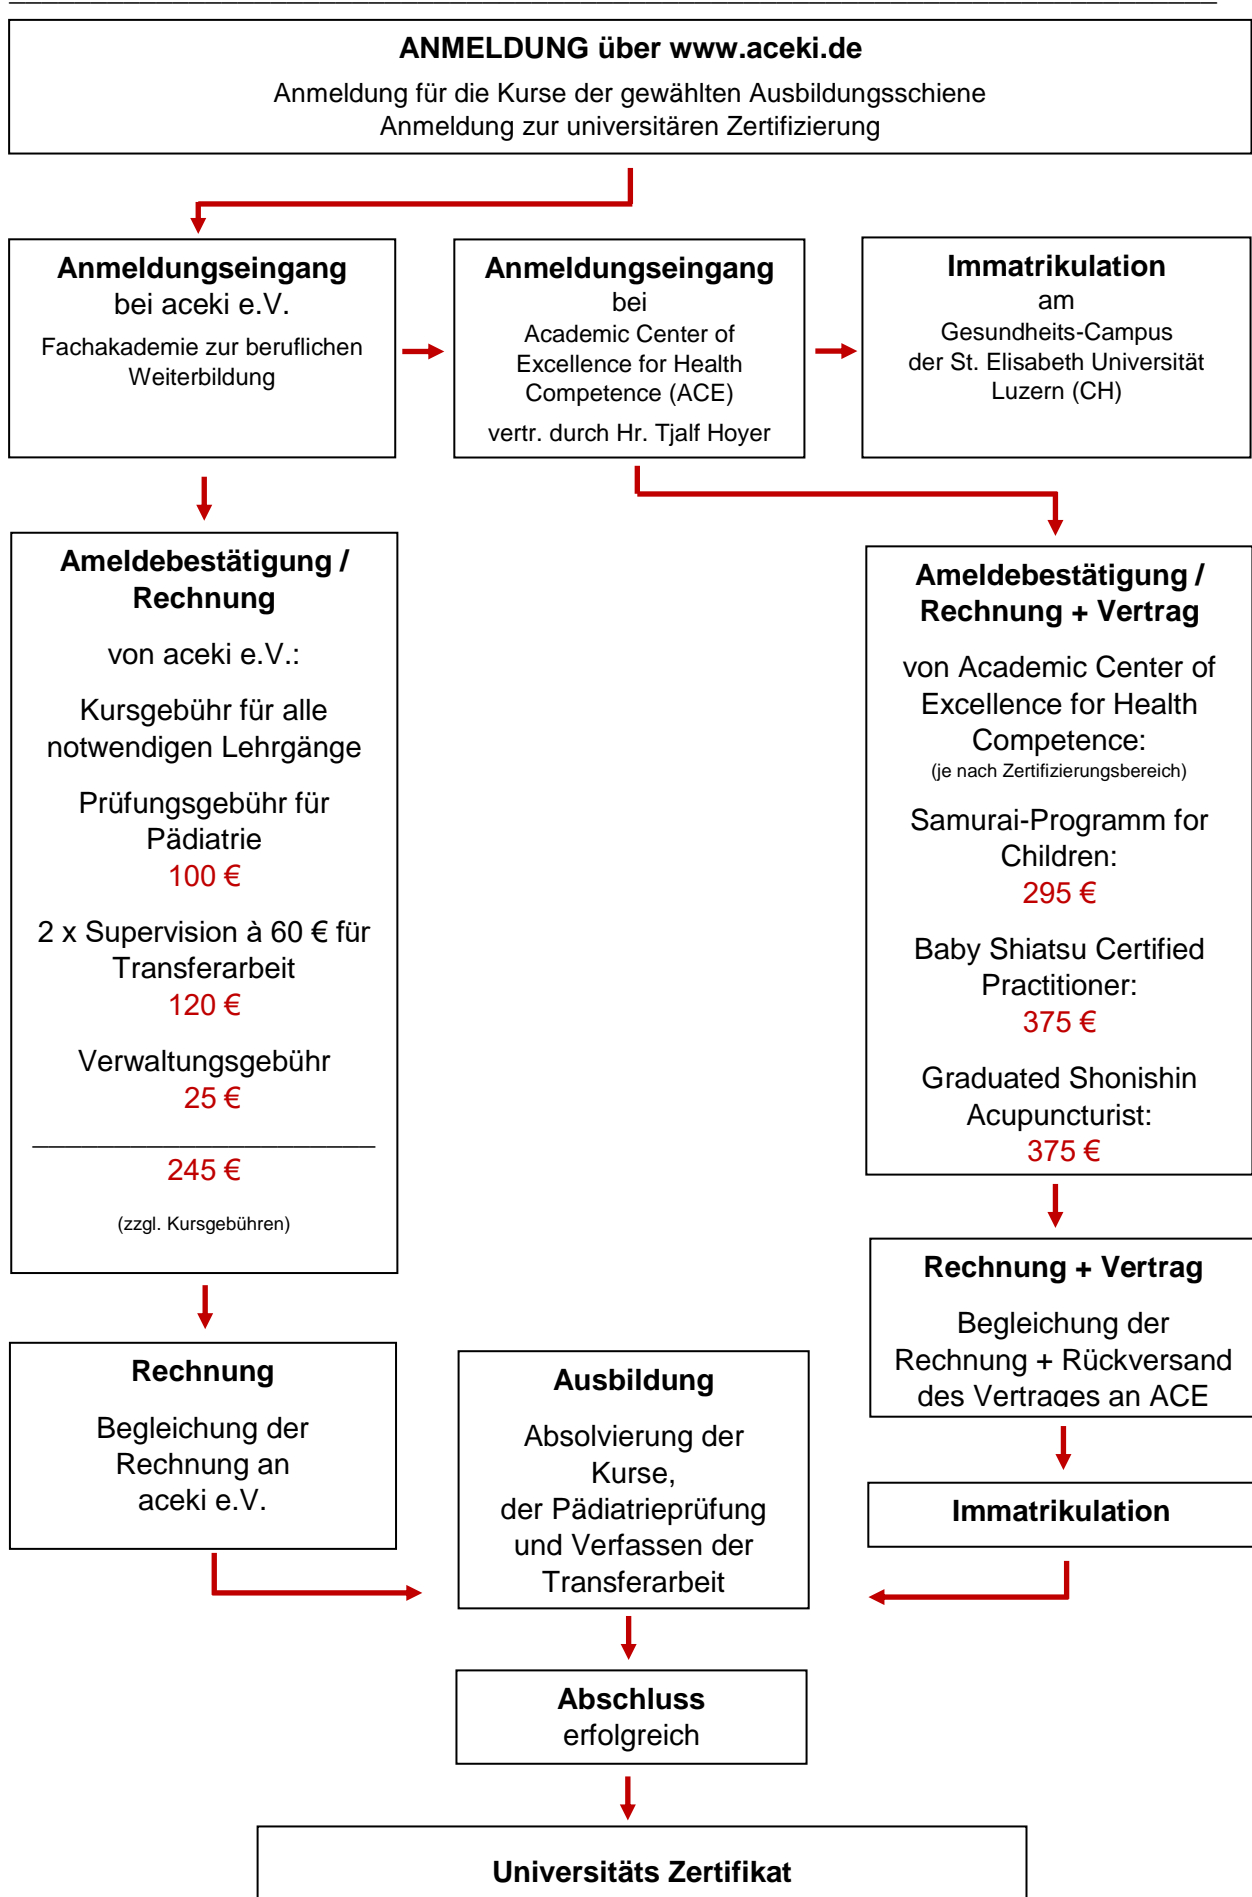 ANMELDUNG über www.aceki.de
Anmeldung für die Kurse der gewählten Ausbildungsschiene
Anmeldung zur universitären Zertifizierung
Anmeldungseingang
bei aceki e.V.
Fachakademie zur beruflichen
Weiterbildung
Anmeldungseingang
bei
Academic Center of
Excellence for Health
Competence (ACE)
vertr. durch Hr. Tjalf Hoyer
Immatrikulation
am
Gesundheits-Campus
der St. Elisabeth Universität
Luzern (CH)
Ameldebestätigung /
Rechnung
von aceki e.V.:
Kursgebühr für alle
notwendigen Lehrgänge
Prüfungsgebühr für
Pädiatrie
100 €
2 x Supervision à 60 € für
Transferarbeit
120 €
Verwaltungsgebühr
25 €
245 €
(zzgl. Kursgebühren)
Ameldebestätigung /
Rechnung + Vertrag
von Academic Center of
Excellence for Health
Competence:
(je nach Zertifizierungsbereich)
Samurai-Programm for
Children:
295 €
Baby Shiatsu Certified
Practitioner:
375 €
Graduated Shonishin
Acupuncturist:
375 €
Rechnung + Vertrag
Begleichung der
Rechnung + Rückversand
des Vertrages an ACE
Rechnung
Begleichung der
Rechnung an
aceki e.V.
Ausbildung
Absolvierung der
Kurse,
der Pädiatrieprüfung
und Verfassen der
Transferarbeit
Immatrikulation
Abschluss
erfolgreich
Universitäts Zertifikat